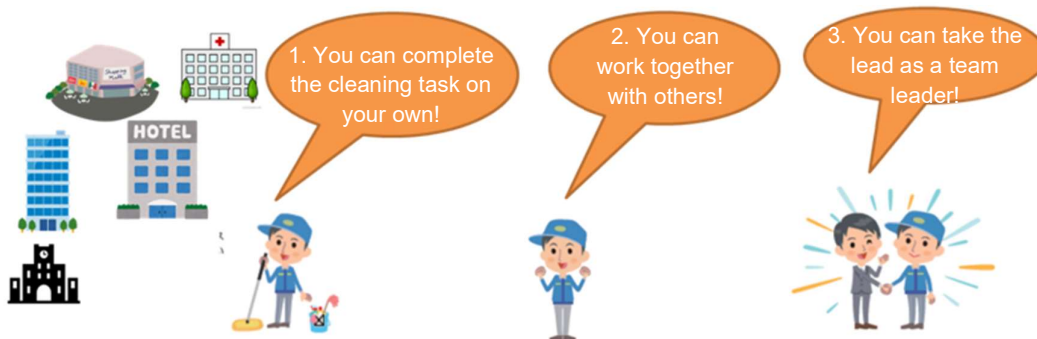 1. You can complete
the cleaning task on
your own!
2. You can
work together
with others!
3. You can take the
lead as a team
leader!
HOTEL